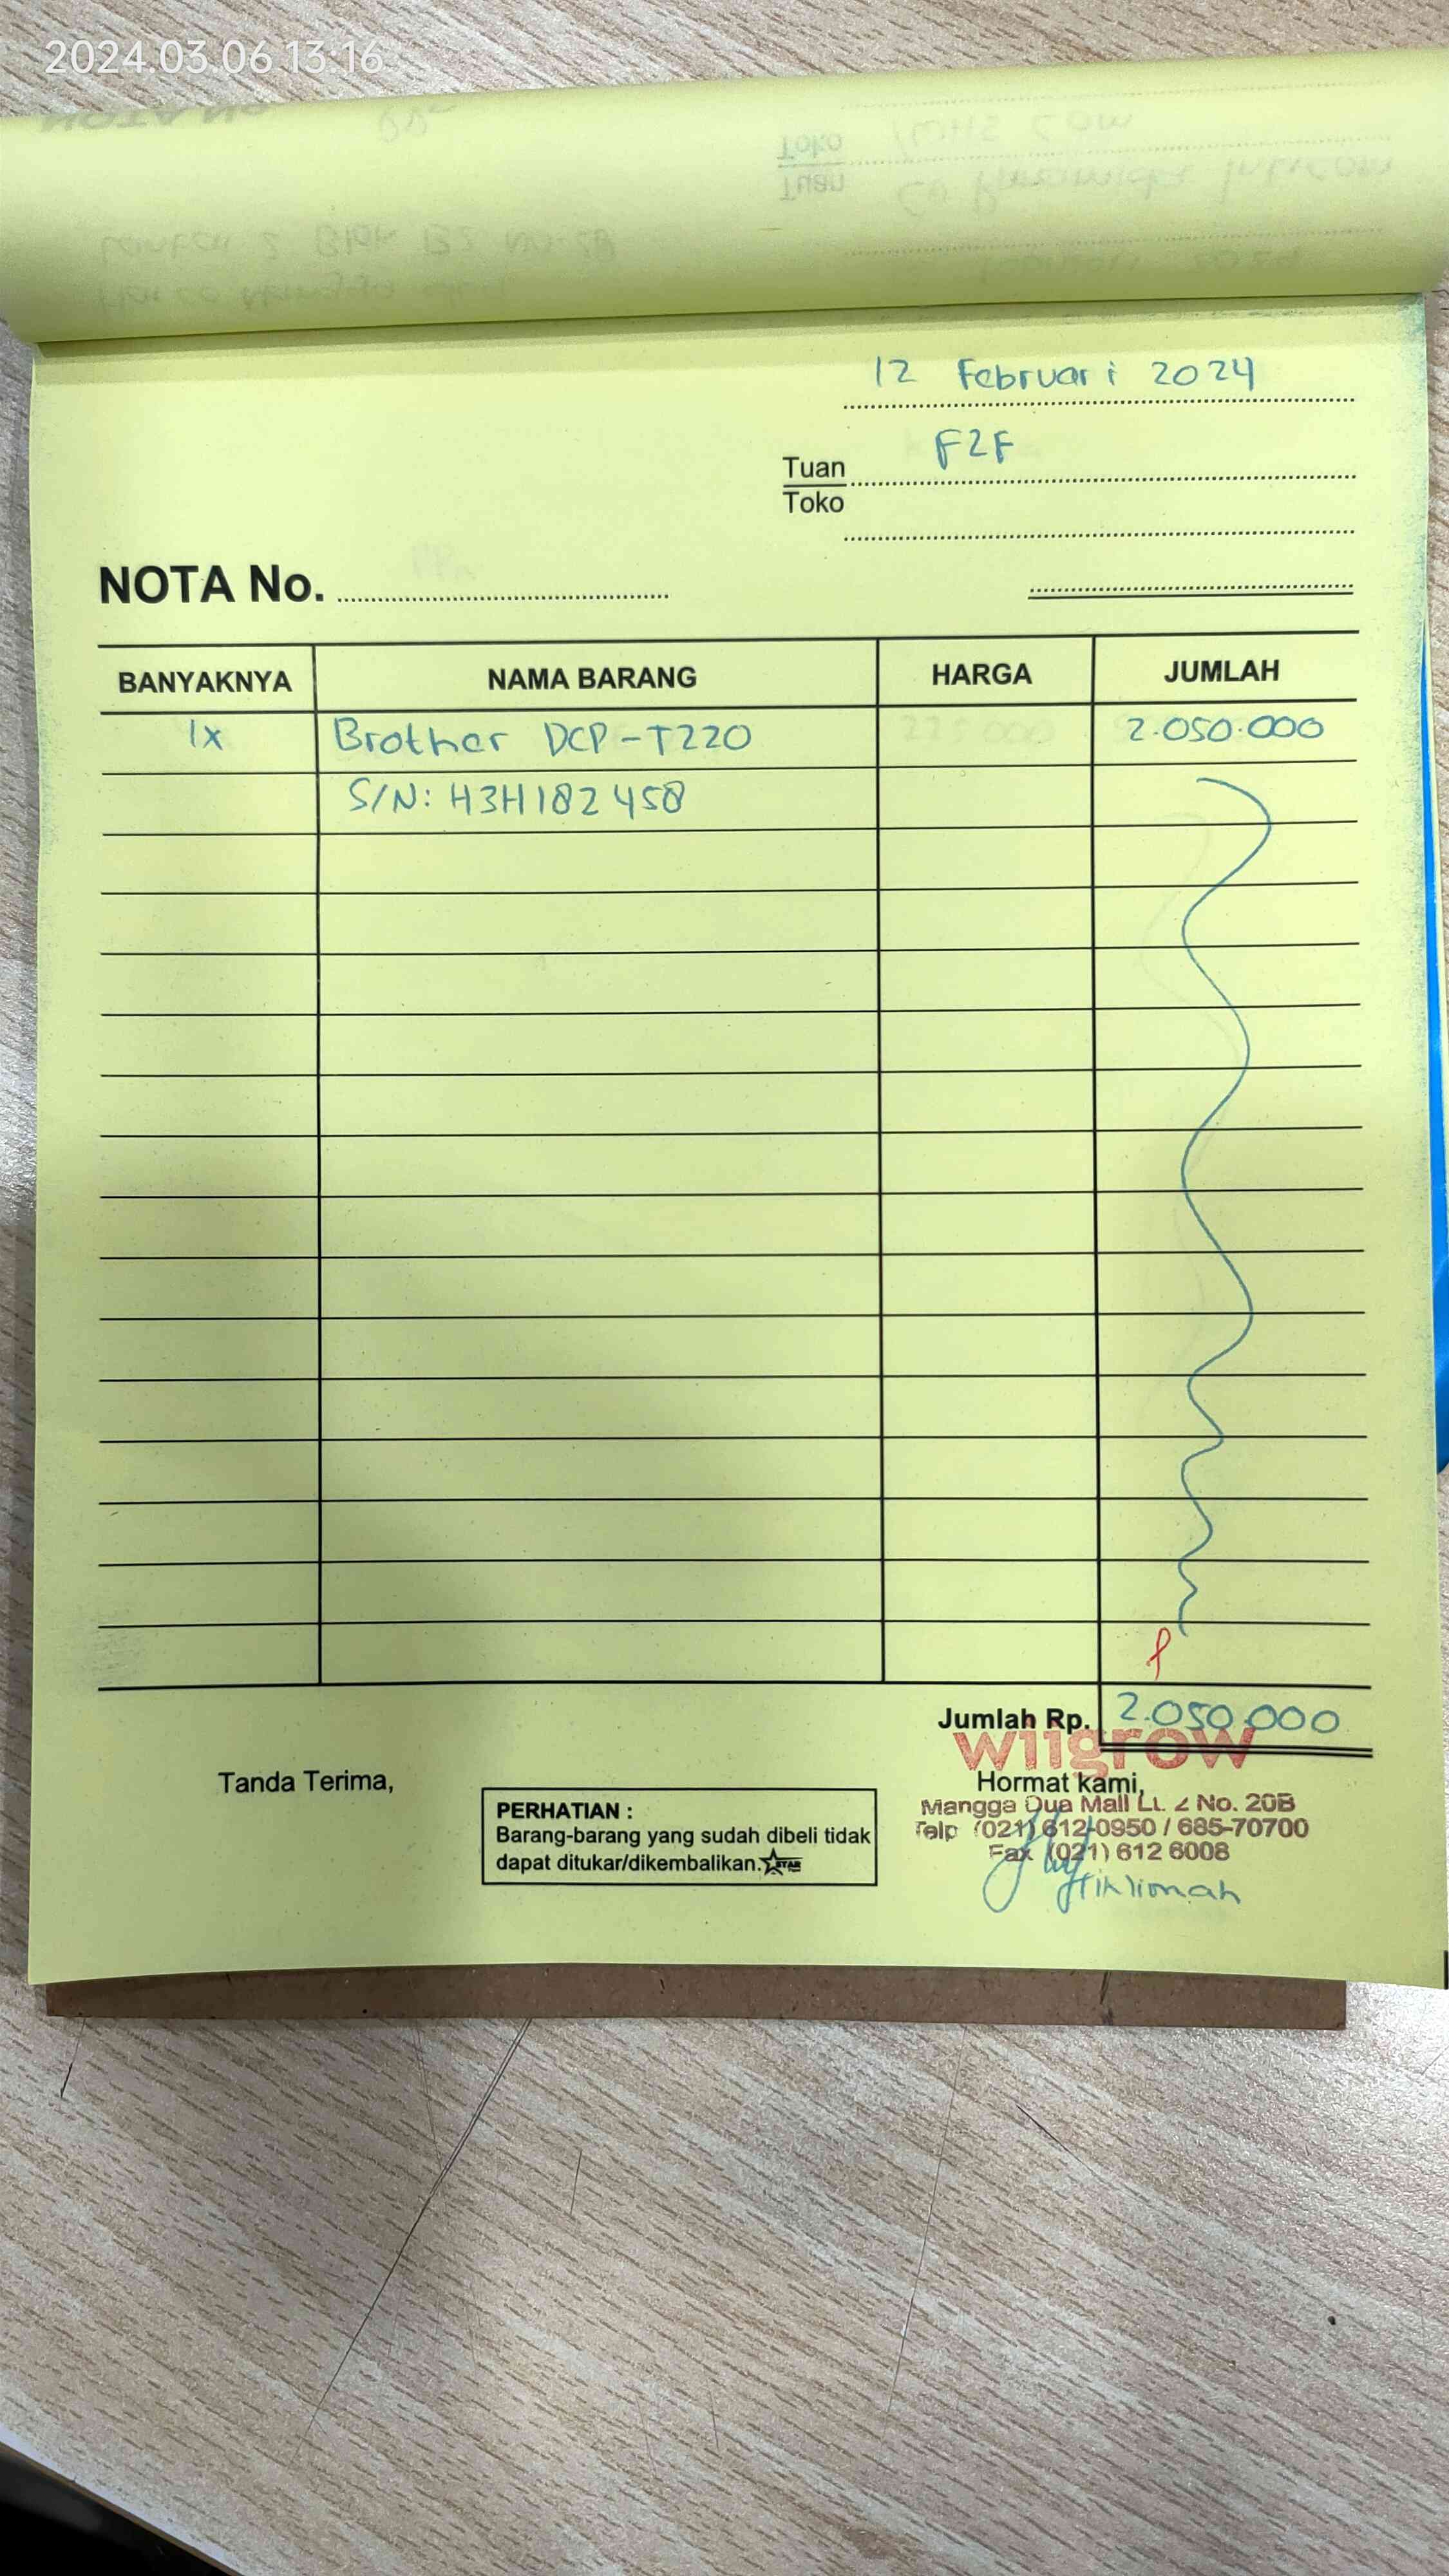 2024.03.06 13:16
12 Februari 2024
Tuan F2F
Toko
NOTA No.
BANYAKNYA NAMA BARANG HARGA JUMLAH
1x Brother DCP-T220 2.050.000
S/N: H3H182458
Jumlah Rp. 2.050.000
wiigrow
Tanda Terima,
Hormat kami,
PERHATIAN :
Barang-barang yang sudah dibeli tidak
dapat ditukar/dikembalikan. STAR
Mangga Dua Mall Lt. 2 No. 20B
Telp (021) 612-0950 / 685-70700
Fax (021) 612 6008